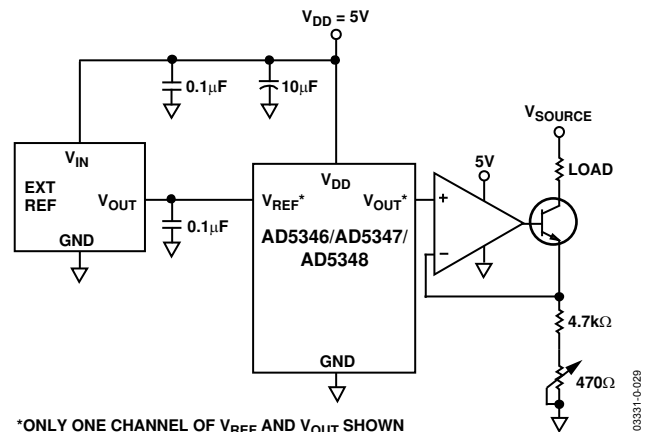 V_DD = 5V
0.1μF
10μF
V_SOURCE
LOAD
5V
EXT
REF
V_IN
V_OUT
GND
0.1μF
V_REF*
V_DD
V_OUT*
AD5346/AD5347/
AD5348
GND
+
–
4.7kΩ
470Ω
*ONLY ONE CHANNEL OF V_REF AND V_OUT SHOWN
03331-0-029